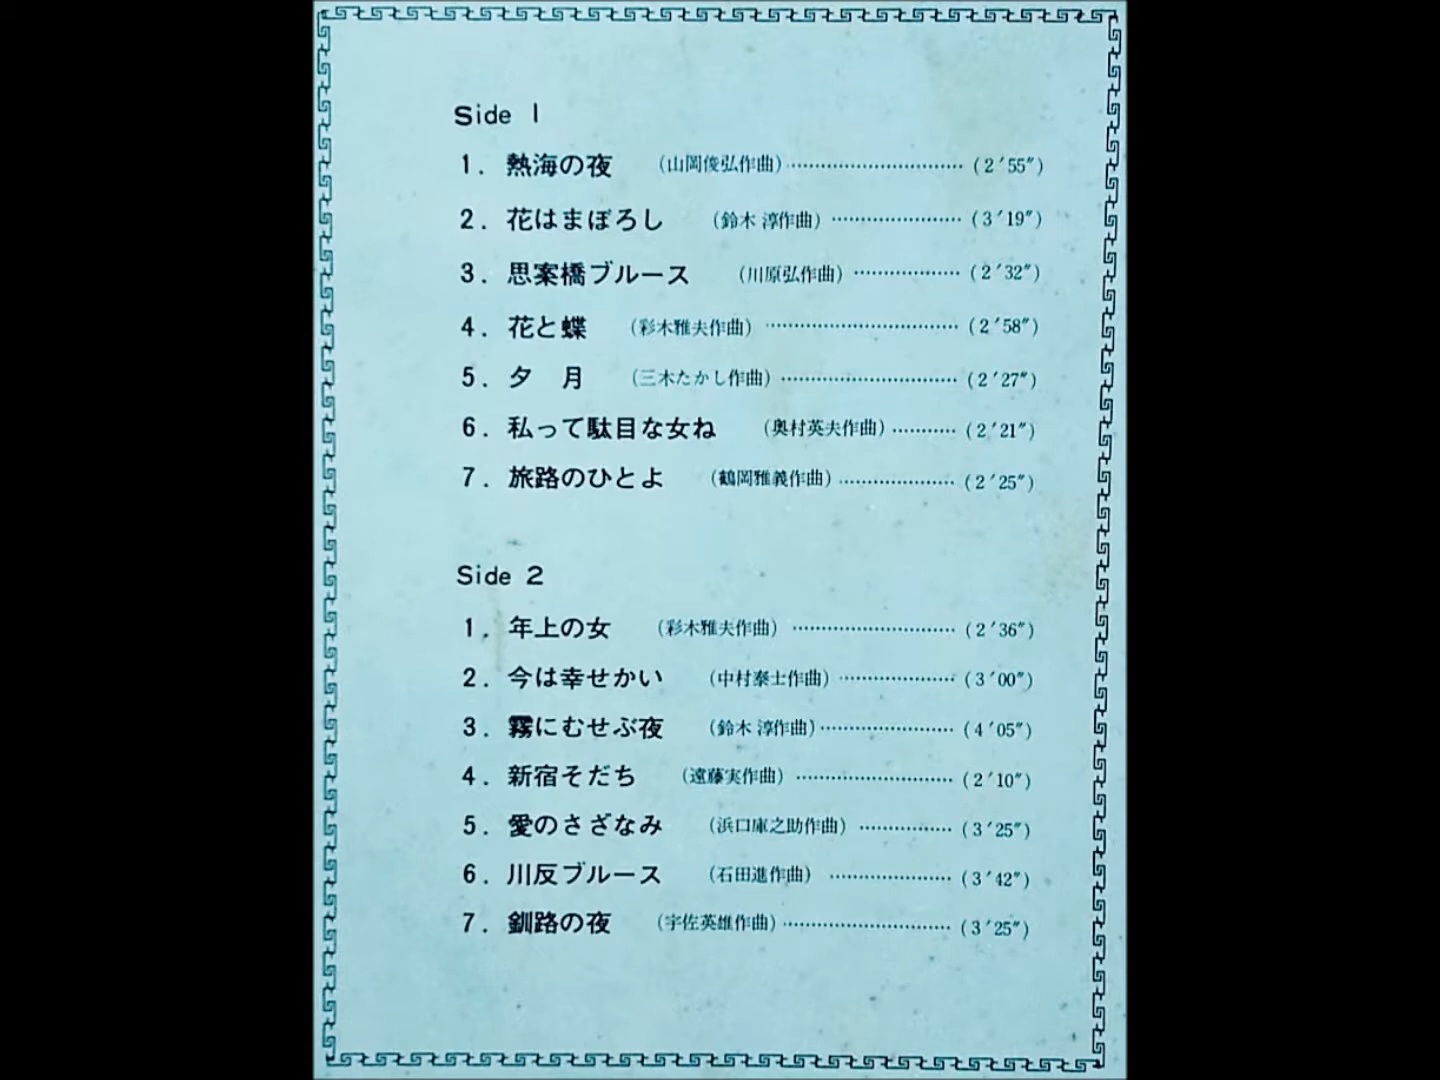 Side 1
1. 熱海の夜 (山岡俊弘作曲)……………………(2′55″)
2. 花はまぼろし (鈴木 淳作曲)………………(3′19″)
3. 思案橋ブルース (川原弘作曲)……………(2′32″)
4. 花と蝶 (彩木雅夫作曲)………………………(2′58″)
5. 夕　月 (三木たかし作曲)……………………(2′27″)
6. 私って駄目な女ね (奥村英夫作曲)………(2′21″)
7. 旅路のひとよ (鶴岡雅義作曲)……………(2′25″)
Side 2
1. 年上の女 (彩木雅夫作曲)……………………(2′36″)
2. 今は幸せかい (中村泰士作曲)……………(3′00″)
3. 霧にむせぶ夜 (鈴木 淳作曲)………………(4′05″)
4. 新宿そだち (遠藤実作曲)…………………(2′10″)
5. 愛のさざなみ (浜口庫之助作曲)…………(3′25″)
6. 川反ブルース (石田進作曲)………………(3′42″)
7. 釧路の夜 (宇佐英雄作曲)……………………(3′25″)